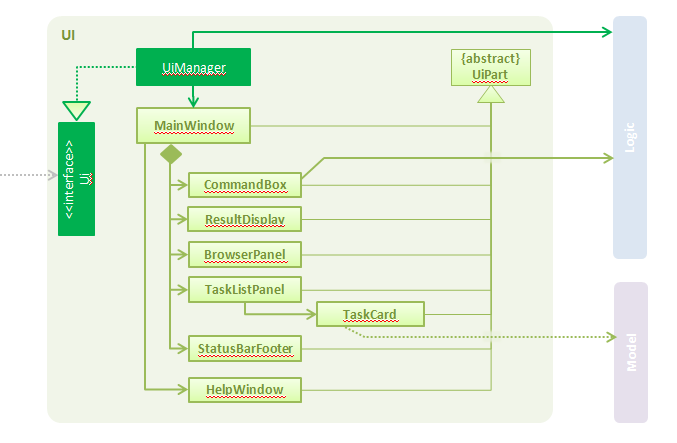 UI
UiManager
{abstract}
UiPart
<<interface>>
Ui
MainWindow
CommandBox
ResultDisplay
BrowserPanel
TaskListPanel
TaskCard
StatusBarFooter
HelpWindow
Logic
Model